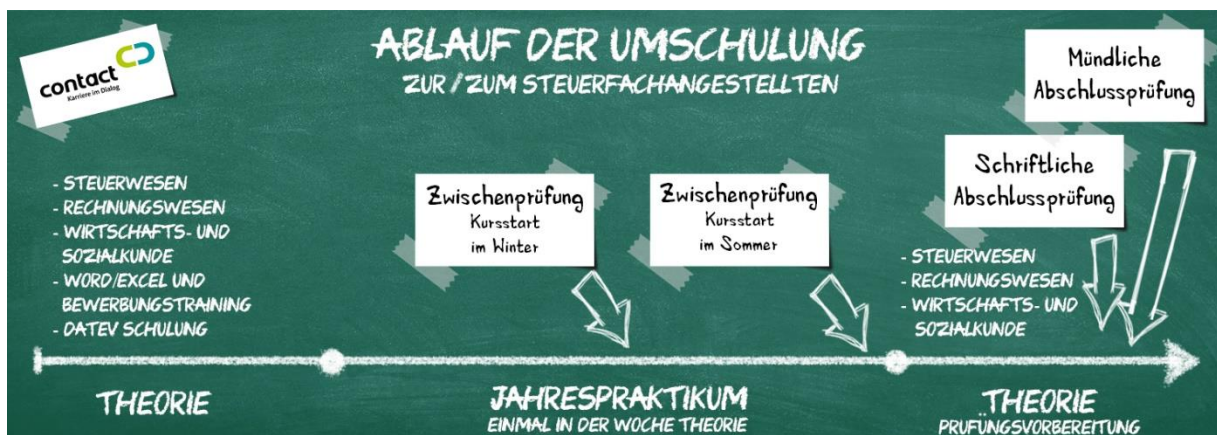 contact
Karriere im Dialog
ABLAUF DER UMSCHULUNG
ZUR / ZUM STEUERFACHANGESTELLTEN
- STEUERWESEN
- RECHNUNGSWESEN
- WIRTSCHAFTS- UND
SOZIALKUNDE
- WORD/EXCEL UND
BEWERBUNGSTRAINING
- DATEV SCHULUNG
Zwischenprüfung
Kursstart
im Winter
Zwischenprüfung
Kursstart
im Sommer
Schriftliche
Abschlussprüfung
Mündliche
Abschlussprüfung
- STEUERWESEN
- RECHNUNGSWESEN
- WIRTSCHAFTS- UND
SOZIALKUNDE
THEORIE
JAHRESPRAKTIKUM
EINMAL IN DER WOCHE THEORIE
THEORIE
PRÜFUNGSVORBEREITUNG